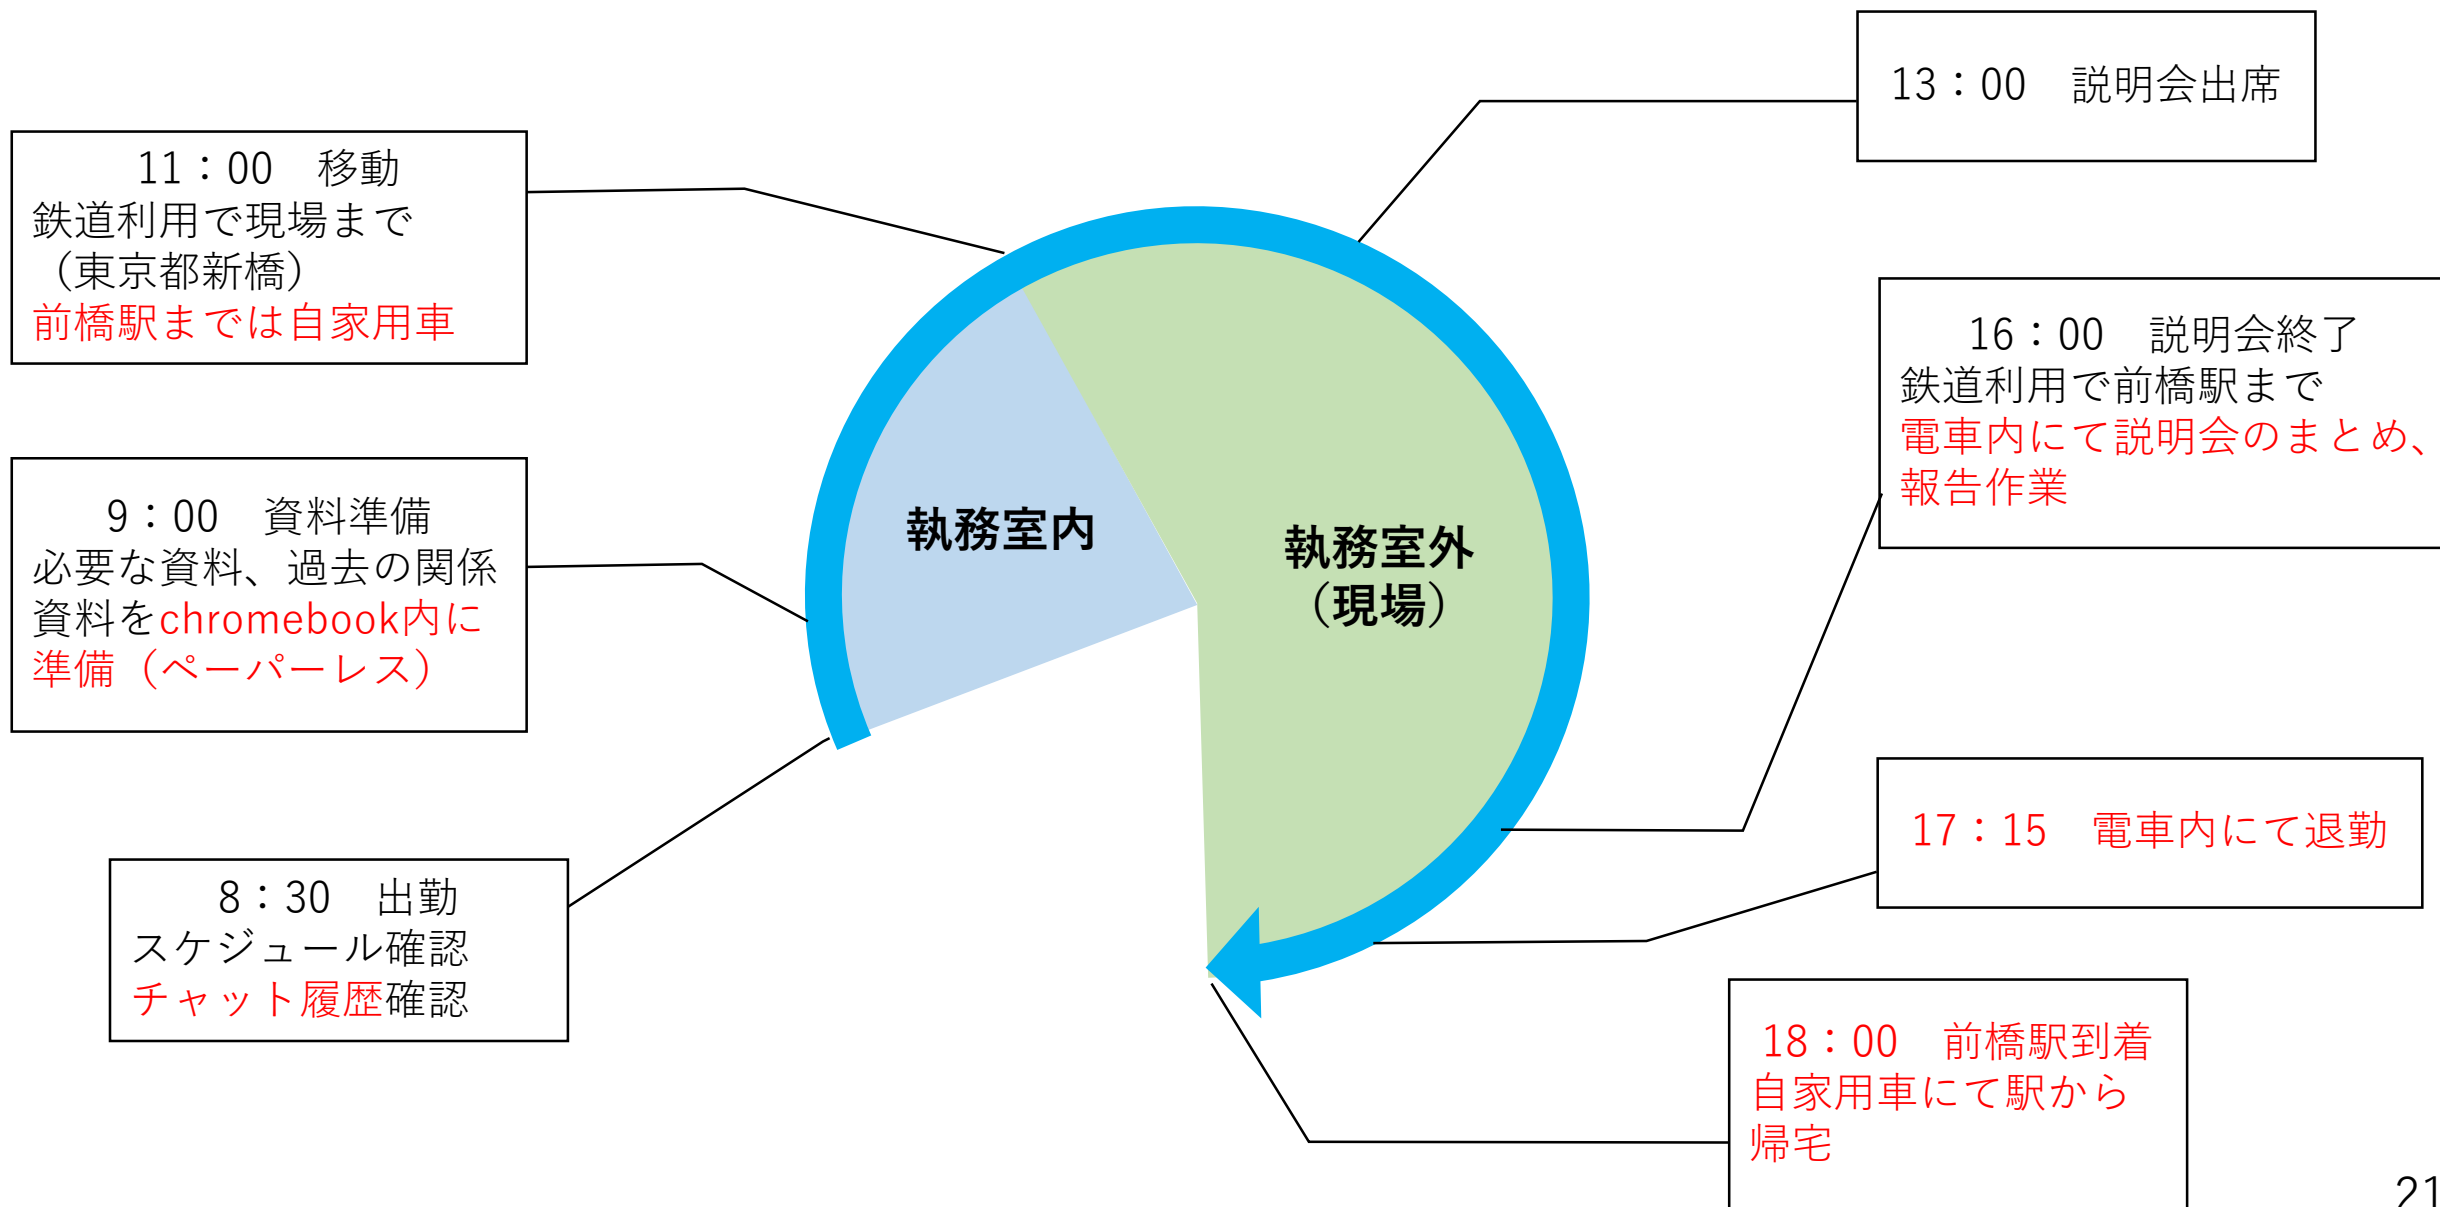 13：00　説明会出席
11：00　移動
鉄道利用で現場まで
（東京都新橋）
前橋駅までは自家用車
16：00　説明会終了
鉄道利用で前橋駅まで
電車内にて説明会のまとめ、
報告作業
9：00　資料準備
必要な資料、過去の関係
資料をchromebook内に
準備（ペーパーレス）
執務室内
執務室外
（現場）
17：15　電車内にて退勤
8：30　出勤
スケジュール確認
チャット履歴確認
18：00　前橋駅到着
自家用車にて駅から
帰宅
21